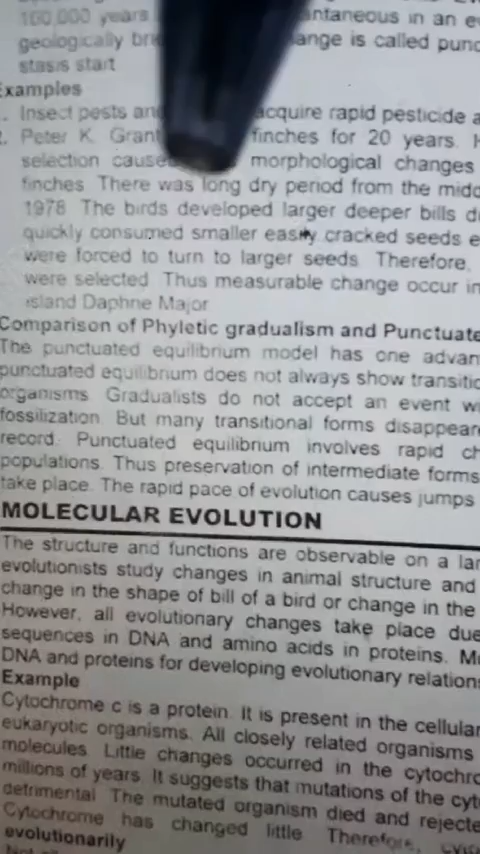 100,000 years ntantaneous in an ev
geologically brie ange is called punc
stasis start
Examples
Insect pests and acquire rapid pesticide a
2. Peter K. Grant finches for 20 years. H
selection cause morphological changes
finches. There was long dry period from the midd
1978. The birds developed larger deeper bills d
quickly consumed smaller easily cracked seeds e
were forced to turn to larger seeds. Therefore,
were selected. Thus measurable change occur in
island Daphne Major
Comparison of Phyletic gradualism and Punctuate
The punctuated equilibrium model has one advan
punctuated equilibrium does not always show transitio
organisms. Gradualists do not accept an event w
fossilization. But many transitional forms disappear
record. Punctuated equilibrium involves rapid ch
populations. Thus preservation of intermediate forms
take place. The rapid pace of evolution causes jumps
MOLECULAR EVOLUTION
The structure and functions are observable on a lar
evolutionists study changes in animal structure and
change in the shape of bill of a bird or change in the
However, all evolutionary changes take place due
sequences in DNA and amino acids in proteins. Mo
DNA and proteins for developing evolutionary relations
Example
Cytochrome c is a protein. It is present in the cellular
eukaryotic organisms. All closely related organisms
molecules. Little changes occurred in the cytochro
millions of years. It suggests that mutations of the cyt
detrimental. The mutated organism died and rejecte
Cytochrome has changed little. Therefore,
evolutionarily